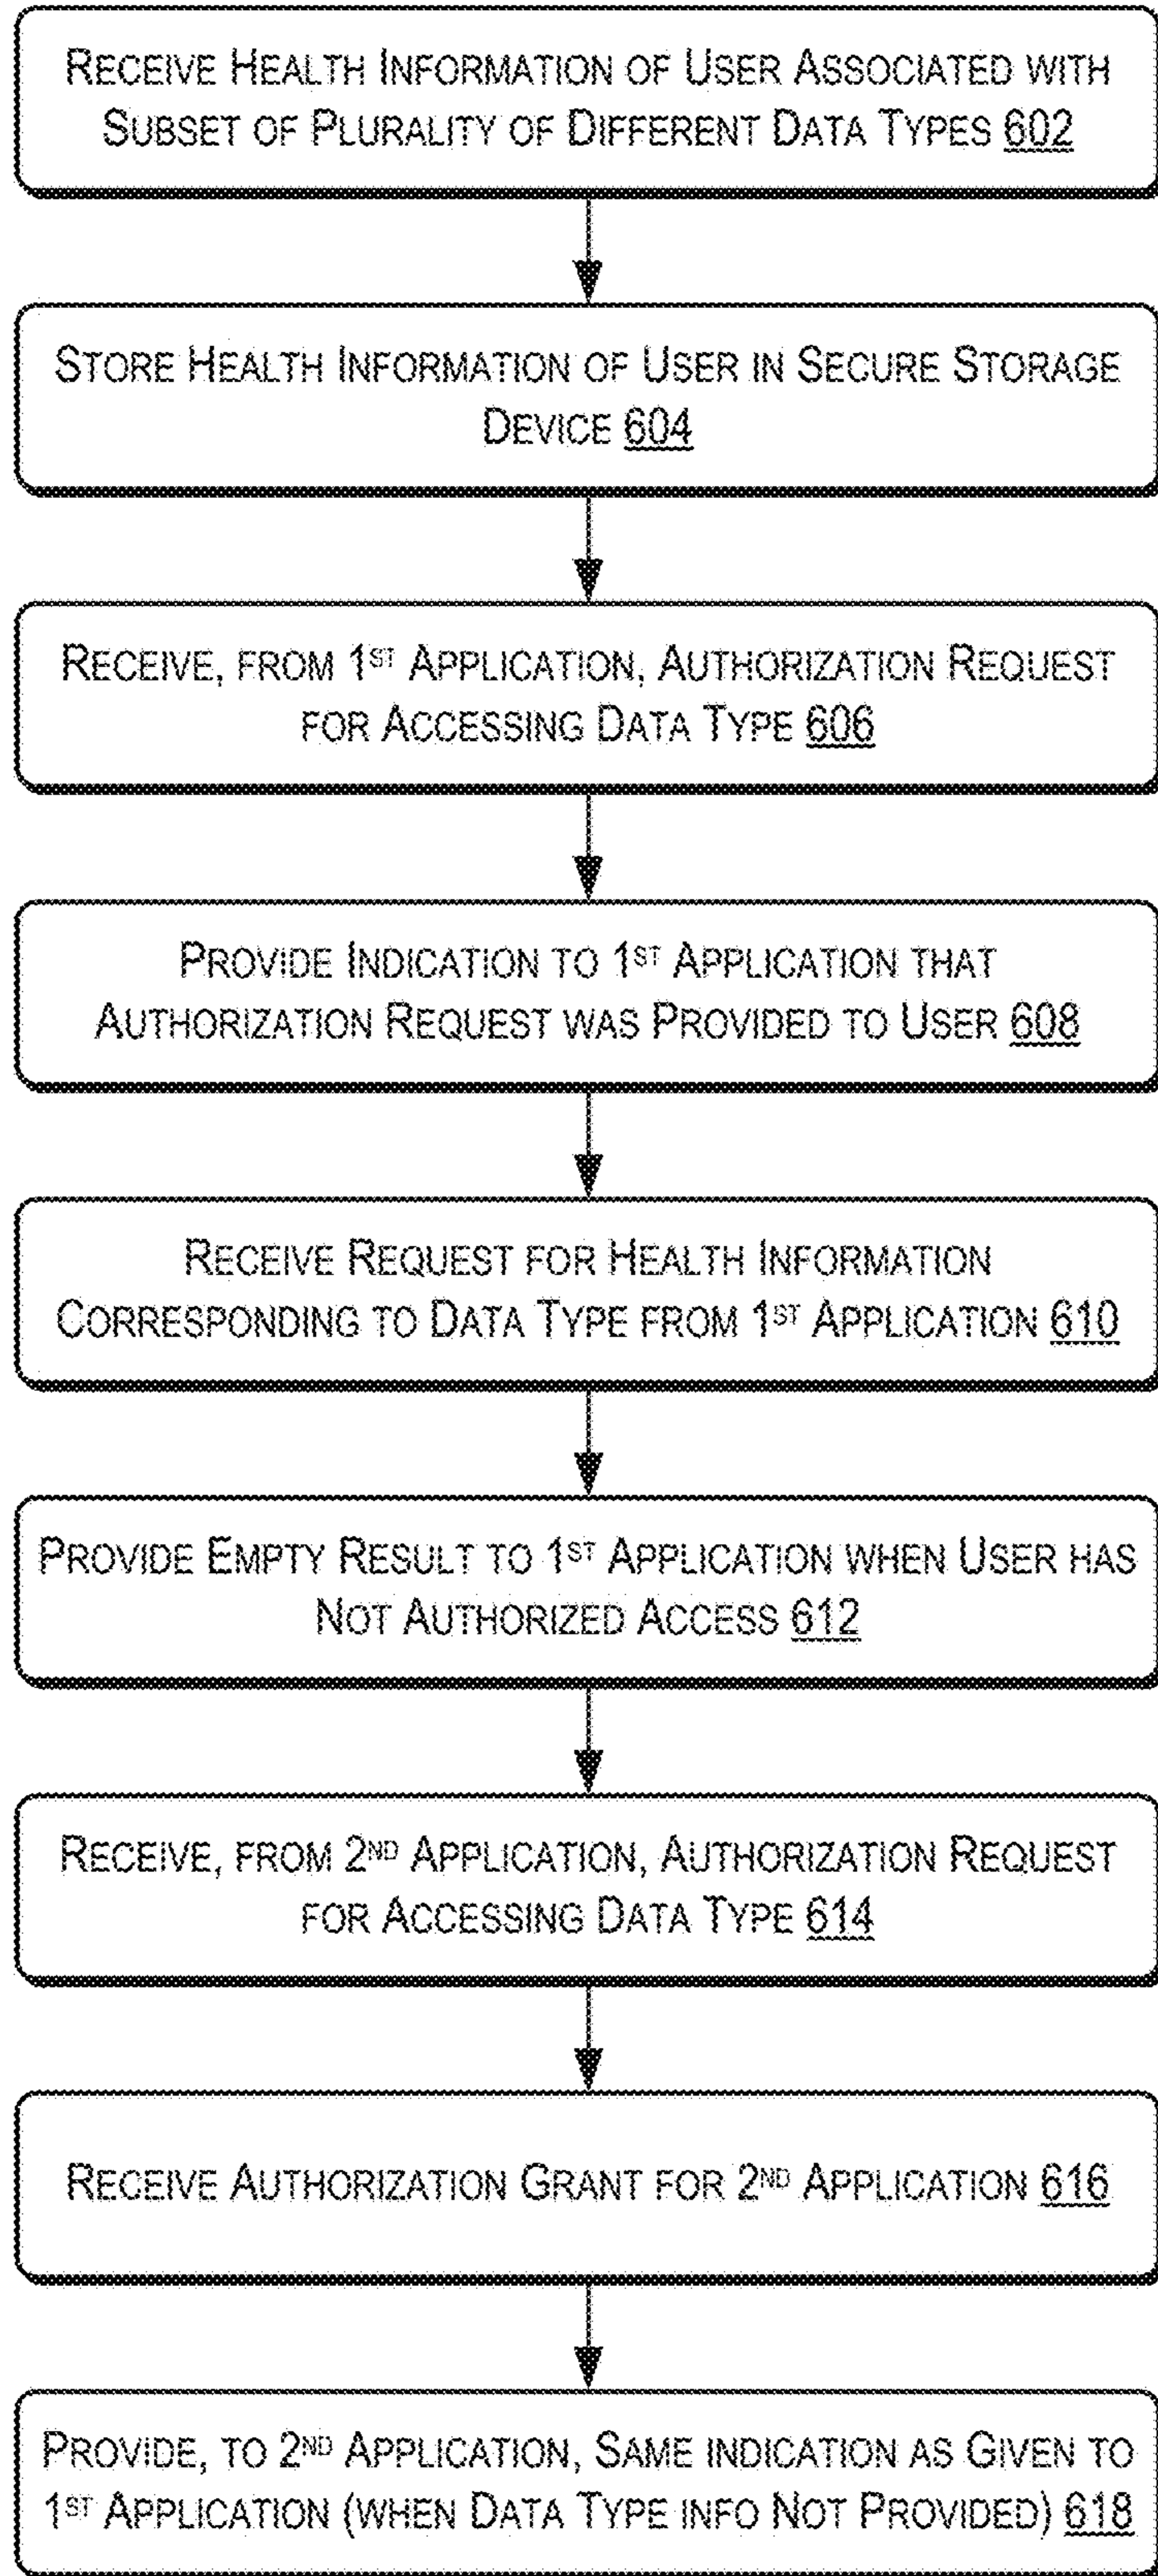 RECEIVE HEALTH INFORMATION OF USER ASSOCIATED WITH
SUBSET OF PLURALITY OF DIFFERENT DATA TYPES 602
STORE HEALTH INFORMATION OF USER IN SECURE STORAGE
DEVICE 604
RECEIVE, FROM 1ST APPLICATION, AUTHORIZATION REQUEST
FOR ACCESSING DATA TYPE 606
PROVIDE INDICATION TO 1ST APPLICATION THAT
AUTHORIZATION REQUEST WAS PROVIDED TO USER 608
RECEIVE REQUEST FOR HEALTH INFORMATION
CORRESPONDING TO DATA TYPE FROM 1ST APPLICATION 610
PROVIDE EMPTY RESULT TO 1ST APPLICATION WHEN USER HAS
NOT AUTHORIZED ACCESS 612
RECEIVE, FROM 2ND APPLICATION, AUTHORIZATION REQUEST
FOR ACCESSING DATA TYPE 614
RECEIVE AUTHORIZATION GRANT FOR 2ND APPLICATION 616
PROVIDE, TO 2ND APPLICATION, SAME INDICATION AS GIVEN TO
1ST APPLICATION (WHEN DATA TYPE INFO NOT PROVIDED) 618